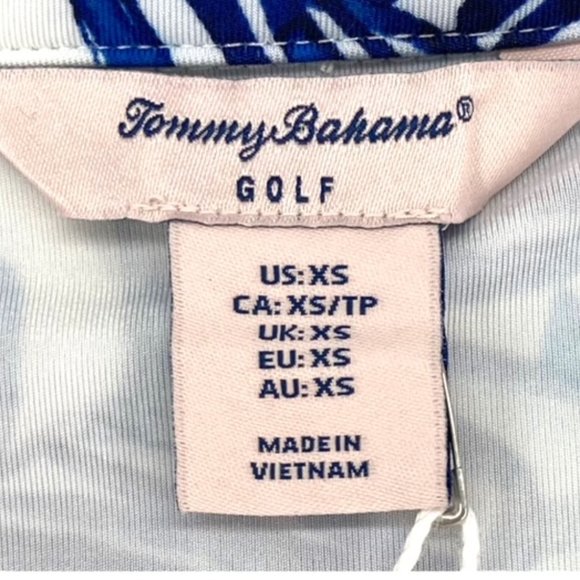 Tommy Bahama®
GOLF
US: XS
CA: XS/TP
UK: XS
EU: XS
AU: XS
MADE IN
VIETNAM